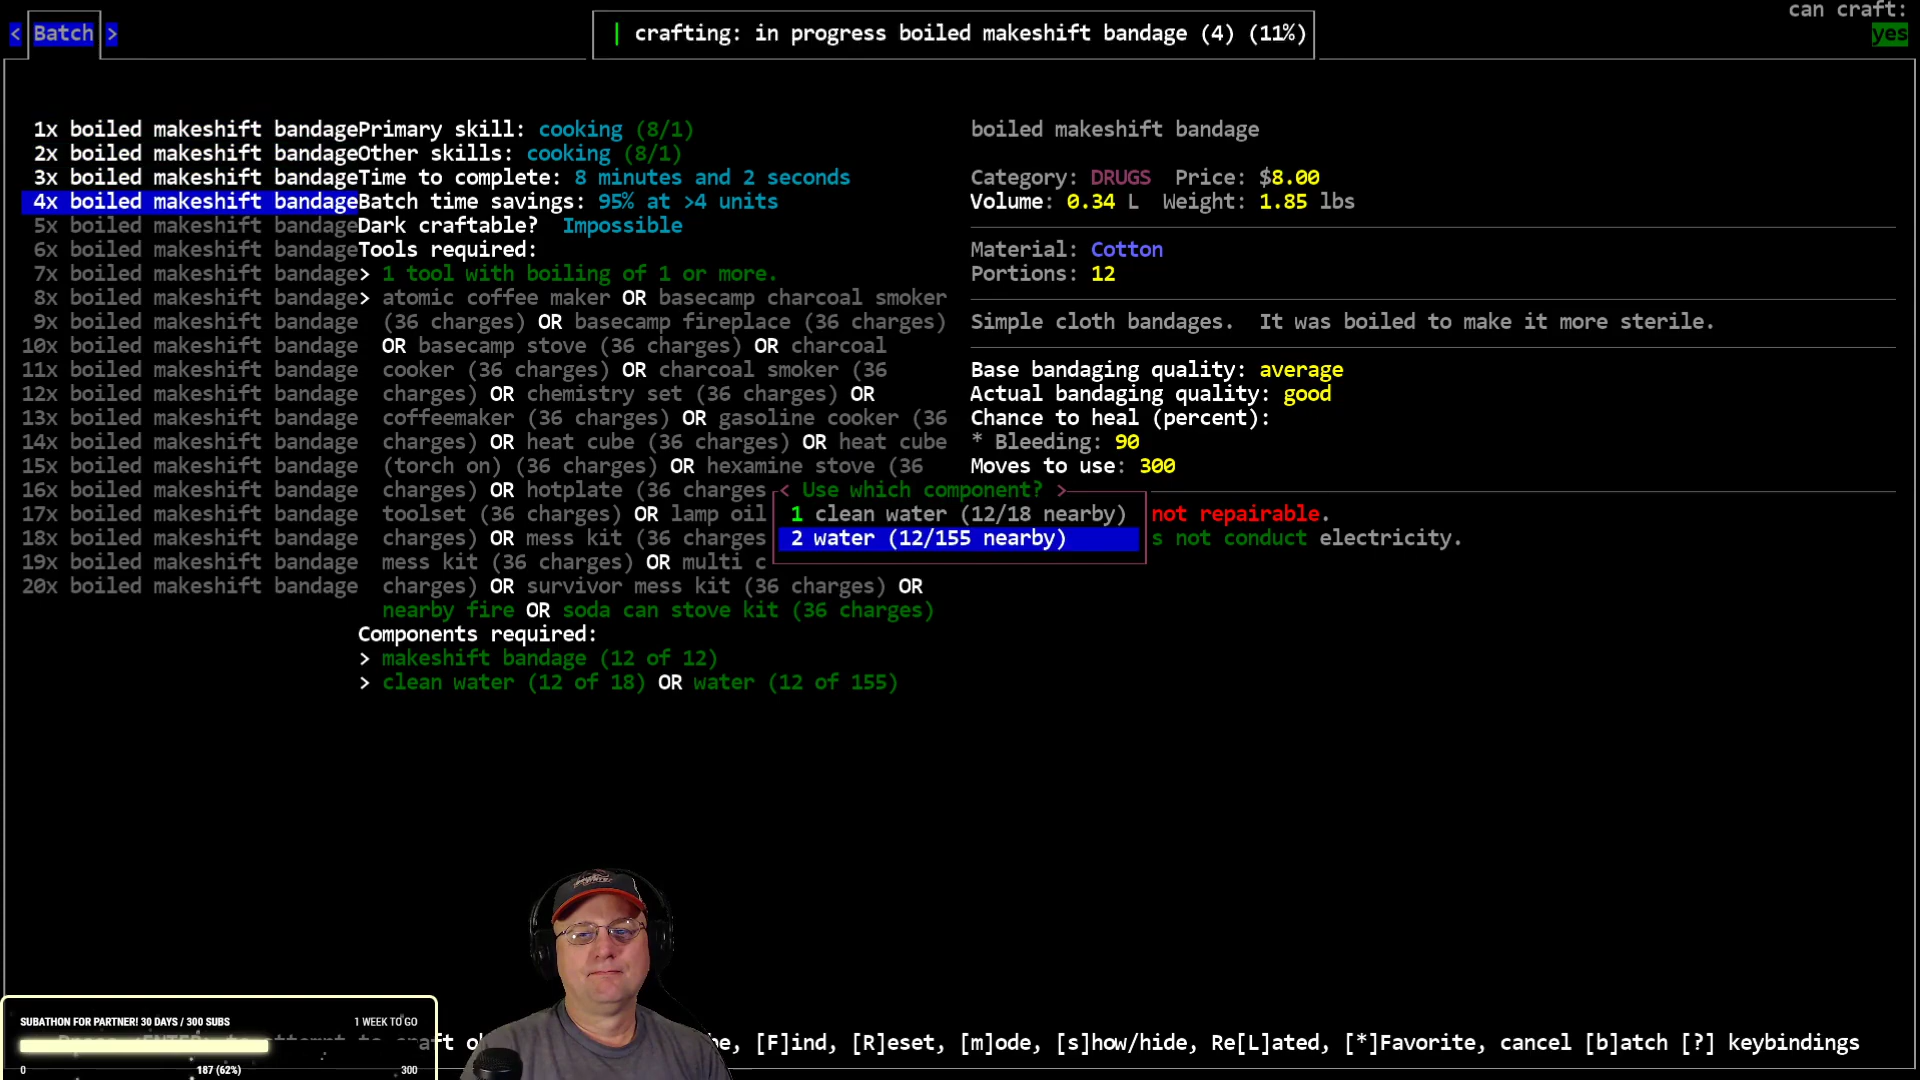 can craft:
< Batch >
| crafting: in progress boiled makeshift bandage (4) (11%)
yes
1x boiled makeshift bandage
2x boiled makeshift bandage
3x boiled makeshift bandage
4x boiled makeshift bandage
5x boiled makeshift bandage
6x boiled makeshift bandage
7x boiled makeshift bandage
8x boiled makeshift bandage
9x boiled makeshift bandage
10x boiled makeshift bandage
11x boiled makeshift bandage
12x boiled makeshift bandage
13x boiled makeshift bandage
14x boiled makeshift bandage
15x boiled makeshift bandage
16x boiled makeshift bandage
17x boiled makeshift bandage
18x boiled makeshift bandage
19x boiled makeshift bandage
20x boiled makeshift bandage
Primary skill: cooking (8/1)
Other skills: cooking (8/1)
Time to complete: 8 minutes and 2 seconds
Batch time savings: 95% at >4 units
Dark craftable? Impossible
Tools required:
> 1 tool with boiling of 1 or more.
> atomic coffee maker OR basecamp charcoal smoker
(36 charges) OR basecamp fireplace (36 charges)
OR basecamp stove (36 charges) OR charcoal
cooker (36 charges) OR charcoal smoker (36
charges) OR chemistry set (36 charges) OR
coffeemaker (36 charges) OR gasoline cooker (36
charges) OR heat cube (36 charges) OR heat cube
(torch on) (36 charges) OR hexamine stove (36
charges) OR hotplate (36 charges
toolset (36 charges) OR lamp oil
charges) OR mess kit (36 charges
mess kit (36 charges) OR multi c
charges) OR survivor mess kit (36 charges) OR
nearby fire OR soda can stove kit (36 charges)
Components required:
> makeshift bandage (12 of 12)
> clean water (12 of 18) OR water (12 of 155)
boiled makeshift bandage
Category: DRUGS Price: $8.00
Volume: 0.34 L Weight: 1.85 lbs
Material: Cotton
Portions: 12
Simple cloth bandages. It was boiled to make it more sterile.
Base bandaging quality: average
Actual bandaging quality: good
Chance to heal (percent):
* Bleeding: 90
Moves to use: 300
< Use which component? >
1 clean water (12/18 nearby)
2 water (12/155 nearby)
not repairable.
s not conduct electricity.
SUBATHON FOR PARTNER! 30 DAYS / 300 SUBS
1 WEEK TO GO
0 187 (62%) 300
[F]ind, [R]eset, [m]ode, [s]how/hide, Re[L]ated, [*]Favorite, cancel [b]atch [?] keybindings